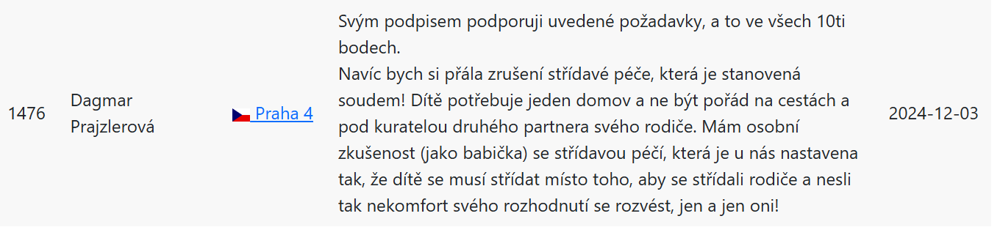 1476
Dagmar
Prajzlerová
Praha 4
Svým podpisem podporuji uvedené požadavky, a to ve všech 10ti
bodech.
Navíc bych si přála zrušení střídavé péče, která je stanovená
soudem! Dítě potřebuje jeden domov a ne být pořád na cestách a
pod kuratelou druhého partnera svého rodiče. Mám osobní
zkušenost (jako babička) se střídavou péčí, která je u nás nastavena
tak, že dítě se musí střídat místo toho, aby se střídali rodiče a nesli
tak nekomfort svého rozhodnutí se rozvést, jen a jen oni!
2024-12-03